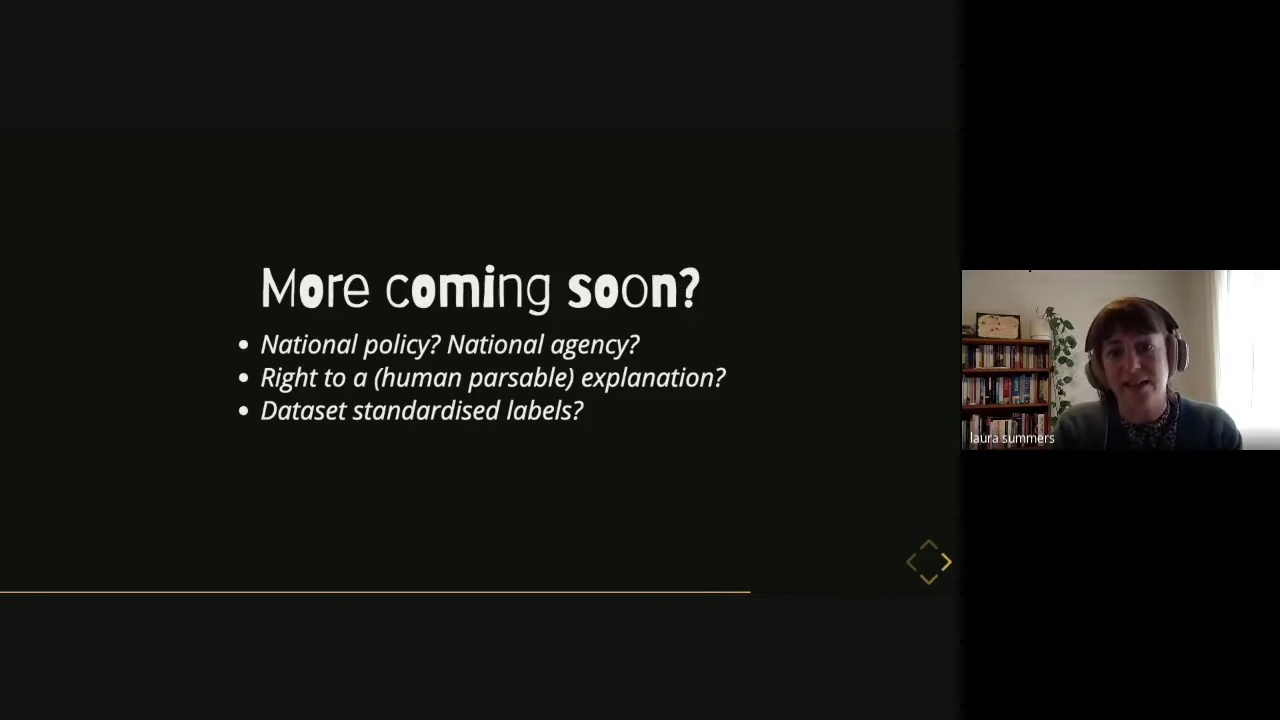 More coming soon?
National policy? National agency?
Right to a (human parsable) explanation?
Dataset standardised labels?
laura summers